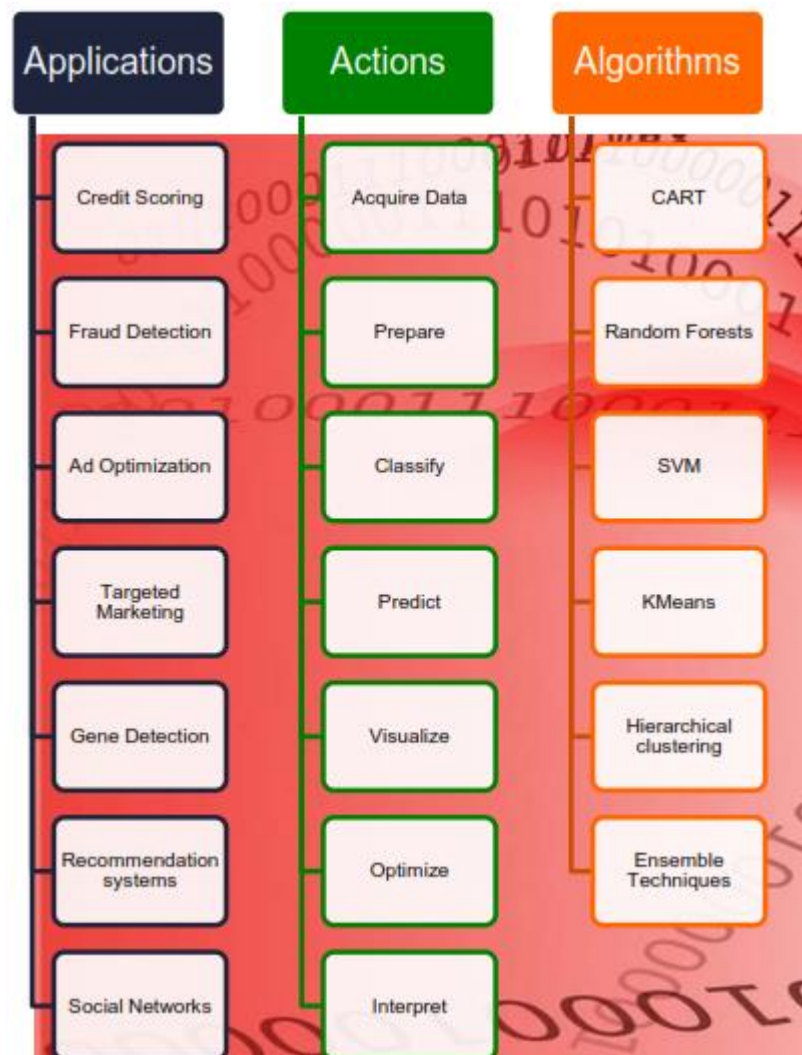 Applications
Credit Scoring
Fraud Detection
Ad Optimization
Targeted
Marketing
Gene Detection
Recommendation
systems
Social Networks
Actions
Acquire Data
Prepare
Classify
Predict
Visualize
Optimize
Interpret
Algorithms
CART
Random Forests
SVM
KMeans
Hierarchical
clustering
Ensemble
Techniques